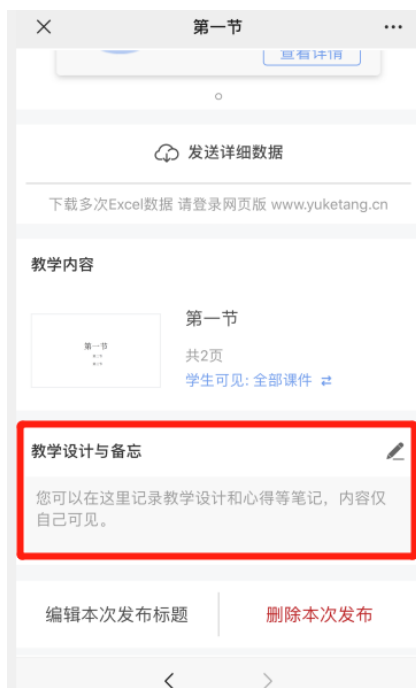 第一节
查看详情
发送详细数据
下载多次Excel数据 请登录网页版 www.yuketang.cn
教学内容
第一节
第一节
共2页
学生可见: 全部课件
教学设计与备忘
您可以在这里记录教学设计和心得等笔记，内容仅
自己可见。
编辑本次发布标题
删除本次发布